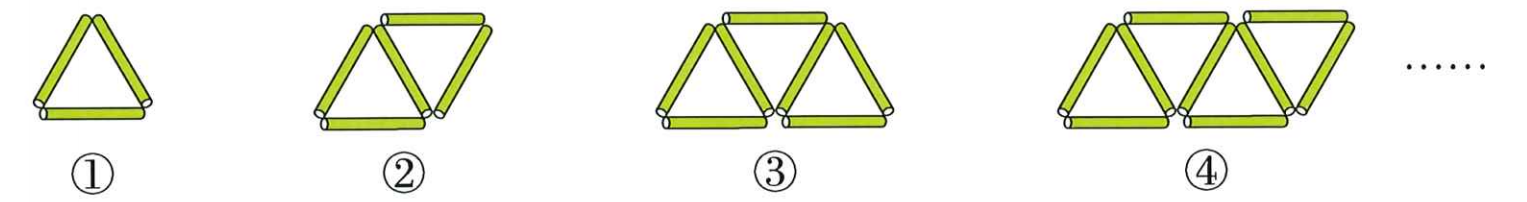 ……
① ② ③ ④